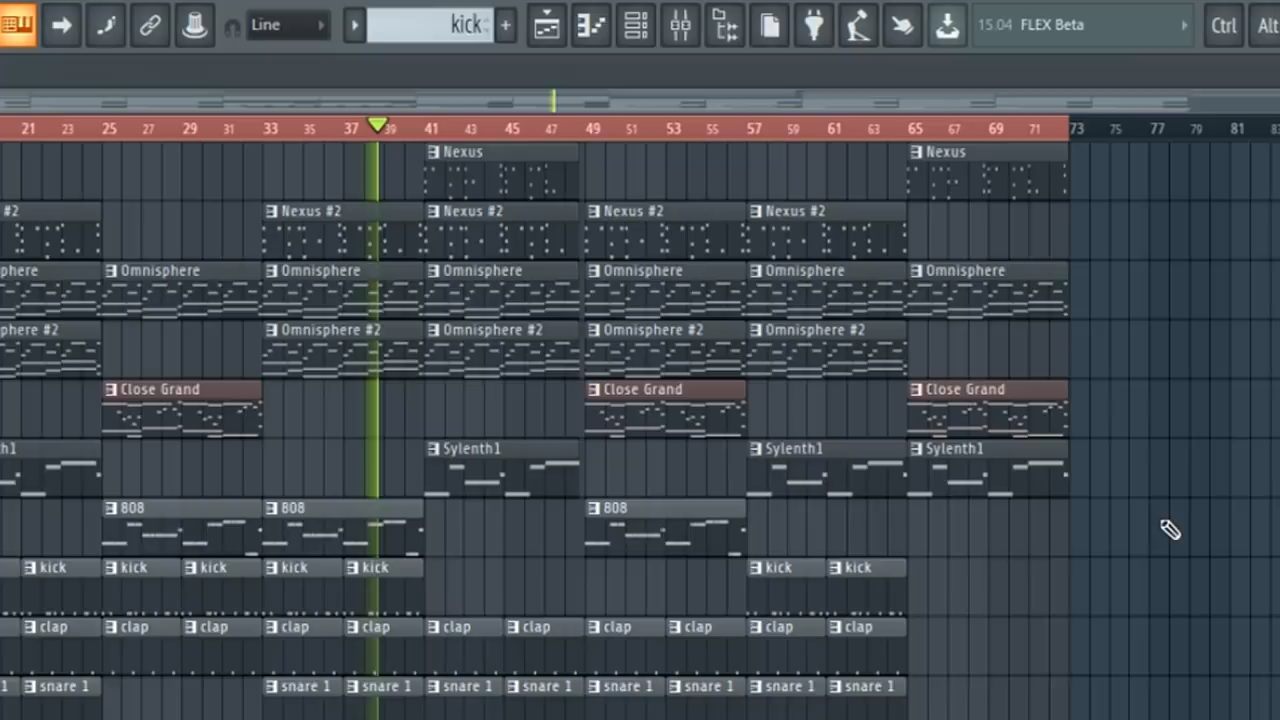 Line kick + 15.04 FLEX Beta Ctrl Alt
21 23 25 27 29 31 33 35 37 39 41 43 45 47 49 51 53 55 57 59 61 63 65 67 69 71 73 75 77 79 81
Nexus Nexus
#2 Nexus #2 Nexus #2 Nexus #2 Nexus #2
phere Omnisphere Omnisphere Omnisphere Omnisphere Omnisphere Omnisphere
phere #2 Omnisphere #2 Omnisphere #2 Omnisphere #2 Omnisphere #2
Close Grand Close Grand Close Grand
h1 Sylenth1 Sylenth1 Sylenth1
808 808 808
kick kick kick kick kick kick kick
clap clap clap clap clap clap clap clap clap clap clap
1 snare 1 snare 1 snare 1 snare 1 snare 1 snare 1 snare 1 snare 1 snare 1